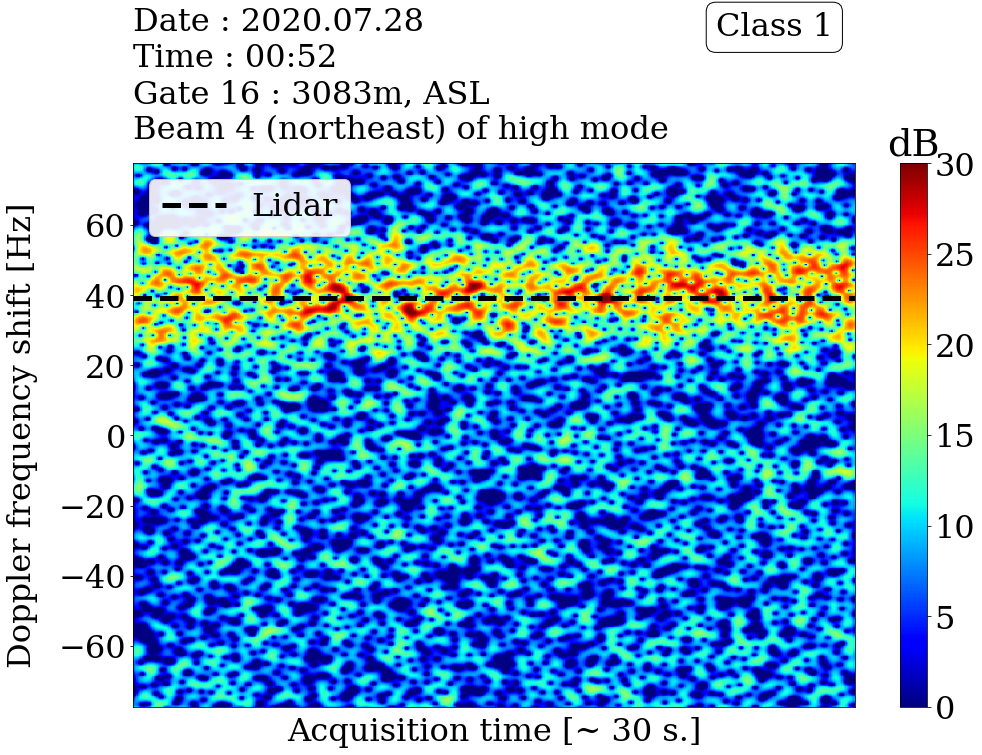 Date : 2020.07.28
Time : 00:52
Gate 16 : 3083m, ASL
Beam 4 (northeast) of high mode
Class 1
dB
Lidar
Doppler frequency shift [Hz]
60
40
20
0
−20
−40
−60
Acquisition time [~ 30 s.]
30
25
20
15
10
5
0